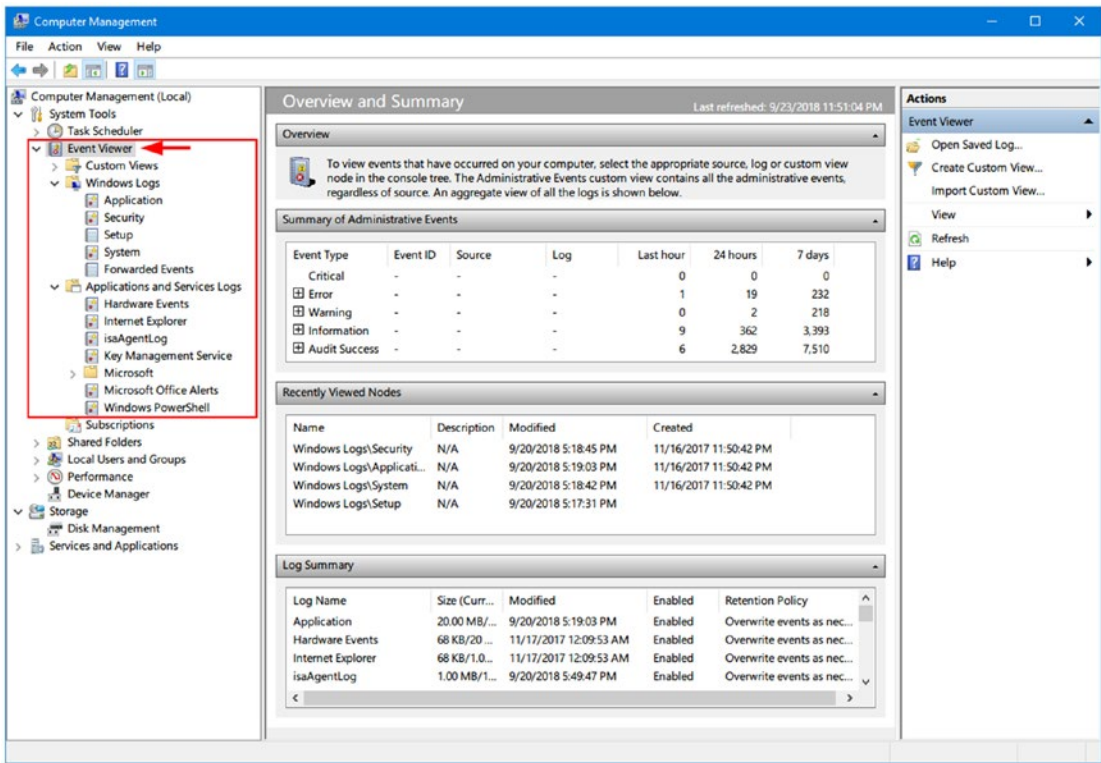 Computer Management
File Action View Help
Computer Management (Local)
System Tools
Task Scheduler
Event Viewer
Custom Views
Windows Logs
Application
Security
Setup
System
Forwarded Events
Applications and Services Logs
Hardware Events
Internet Explorer
isaAgentLog
Key Management Service
Microsoft
Microsoft Office Alerts
Windows PowerShell
Subscriptions
Shared Folders
Local Users and Groups
Performance
Device Manager
Storage
Disk Management
Services and Applications
Overview and Summary Last refreshed: 9/23/2018 11:51:04 PM
Overview
To view events that have occurred on your computer, select the appropriate source, log or custom view
node in the console tree. The Administrative Events custom view contains all the administrative events,
regardless of source. An aggregate view of all the logs is shown below.
Summary of Administrative Events
Event Type Event ID Source Log Last hour 24 hours 7 days
Critical - - - 0 0 0
Error - - - 1 19 232
Warning - - - 0 2 218
Information - - - 9 362 3,393
Audit Success - - - 6 2,829 7,510
Recently Viewed Nodes
Name Description Modified Created
Windows Logs\Security N/A 9/20/2018 5:18:45 PM 11/16/2017 11:50:42 PM
Windows Logs\Applicati... N/A 9/20/2018 5:19:03 PM 11/16/2017 11:50:42 PM
Windows Logs\System N/A 9/20/2018 5:18:42 PM 11/16/2017 11:50:42 PM
Windows Logs\Setup N/A 9/20/2018 5:17:31 PM
Log Summary
Log Name Size (Curr... Modified Enabled Retention Policy
Application 20.00 MB/... 9/20/2018 5:19:03 PM Enabled Overwrite events as nec...
Hardware Events 68 KB/20 ... 11/17/2017 12:09:53 AM Enabled Overwrite events as nec...
Internet Explorer 68 KB/1.0... 11/17/2017 12:09:53 AM Enabled Overwrite events as nec...
isaAgentLog 1.00 MB/1... 9/20/2018 5:49:47 PM Enabled Overwrite events as nec...
Actions
Event Viewer
Open Saved Log...
Create Custom View...
Import Custom View...
View
Refresh
Help